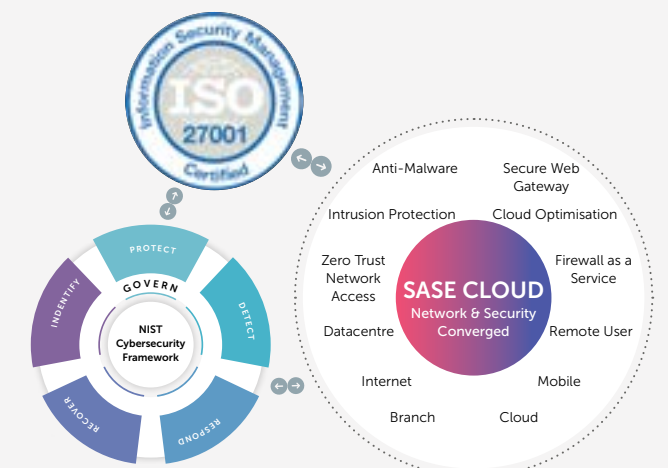 Information Security Management
ISO
27001
Certified
Anti-Malware
Secure Web
Gateway
Intrusion Protection
Cloud Optimisation
Zero Trust
Network
Access
Firewall as a
Service
SASE CLOUD
Network & Security
Converged
Datacentre
Remote User
Internet
Mobile
Branch
Cloud
PROTECT
GOVERN
INDENTIFY
DETECT
NIST
Cybersecurity
Framework
RECOVER
RESPOND